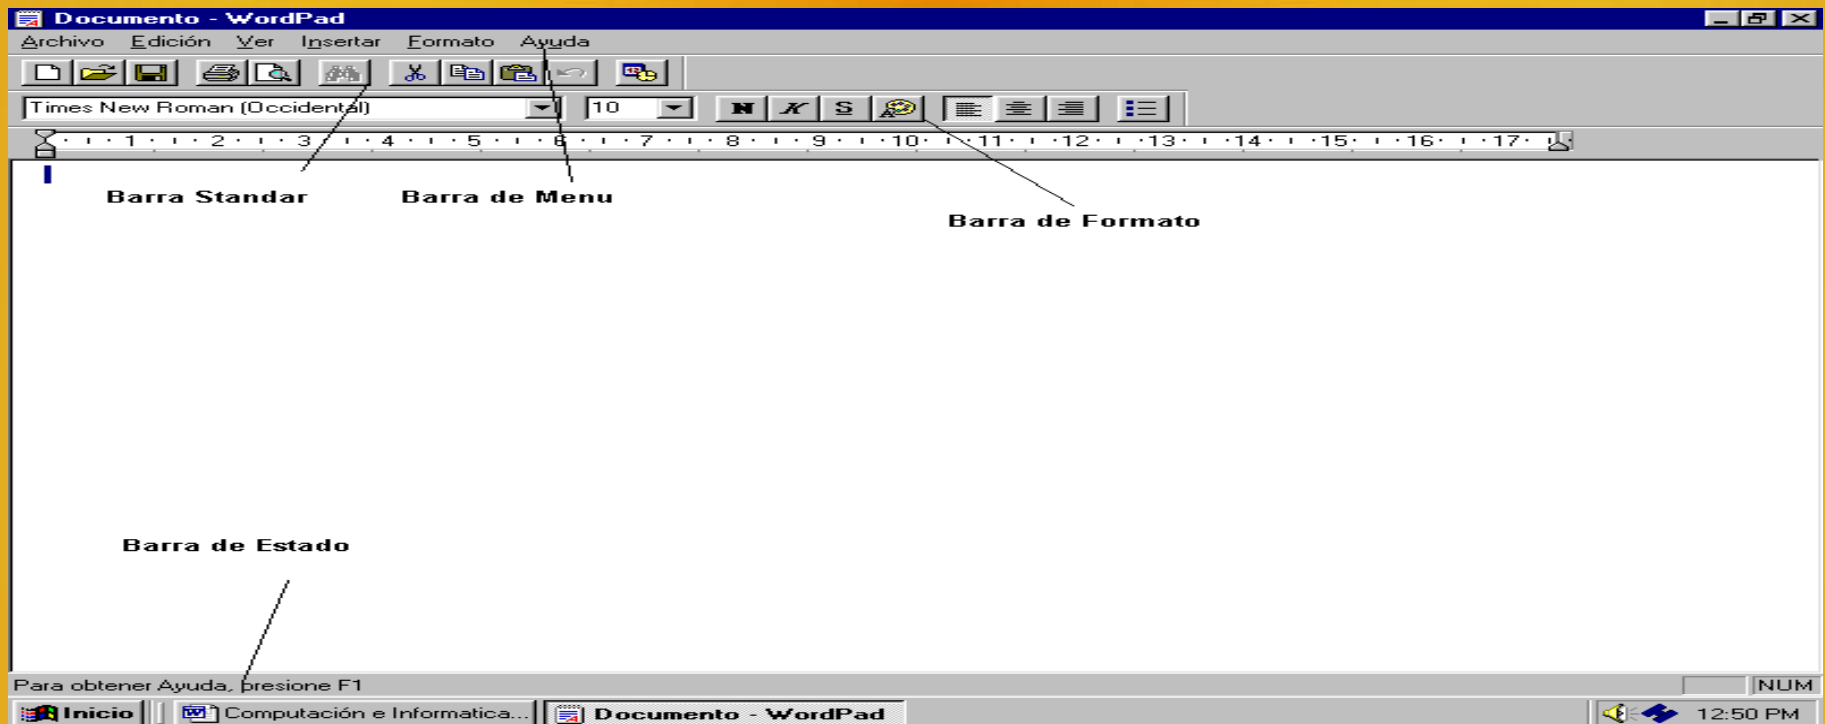 Documento - WordPad
Archivo Edición Ver Insertar Formato Ayuda
Times New Roman (Occidental) 10 N K S
1 2 3 4 5 6 7 8 9 10 11 12 13 14 15 16 17
Barra Standar Barra de Menu
Barra de Formato
Barra de Estado
Para obtener Ayuda, presione F1 NUM
Inicio Computación e Informatica... Documento - WordPad 12:50 PM